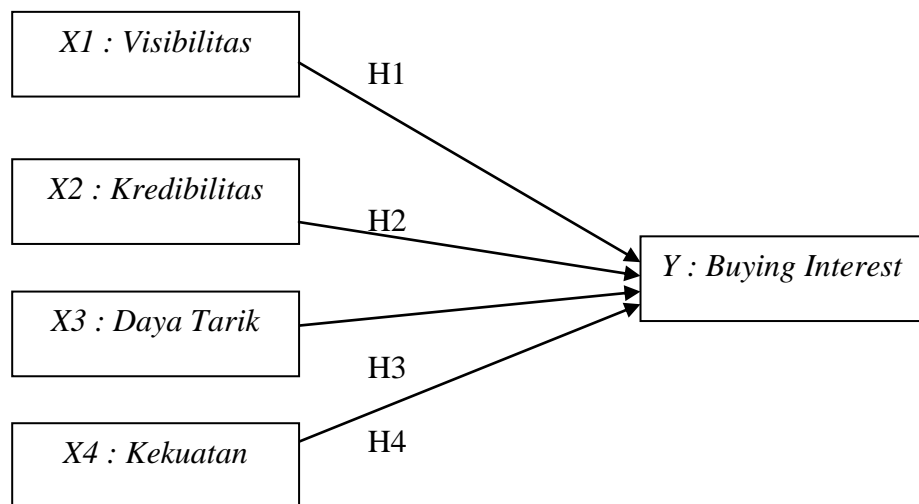 X1 : Visibilitas
H1
X2 : Kredibilitas
H2
Y : Buying Interest
X3 : Daya Tarik
H3
H4
X4 : Kekuatan